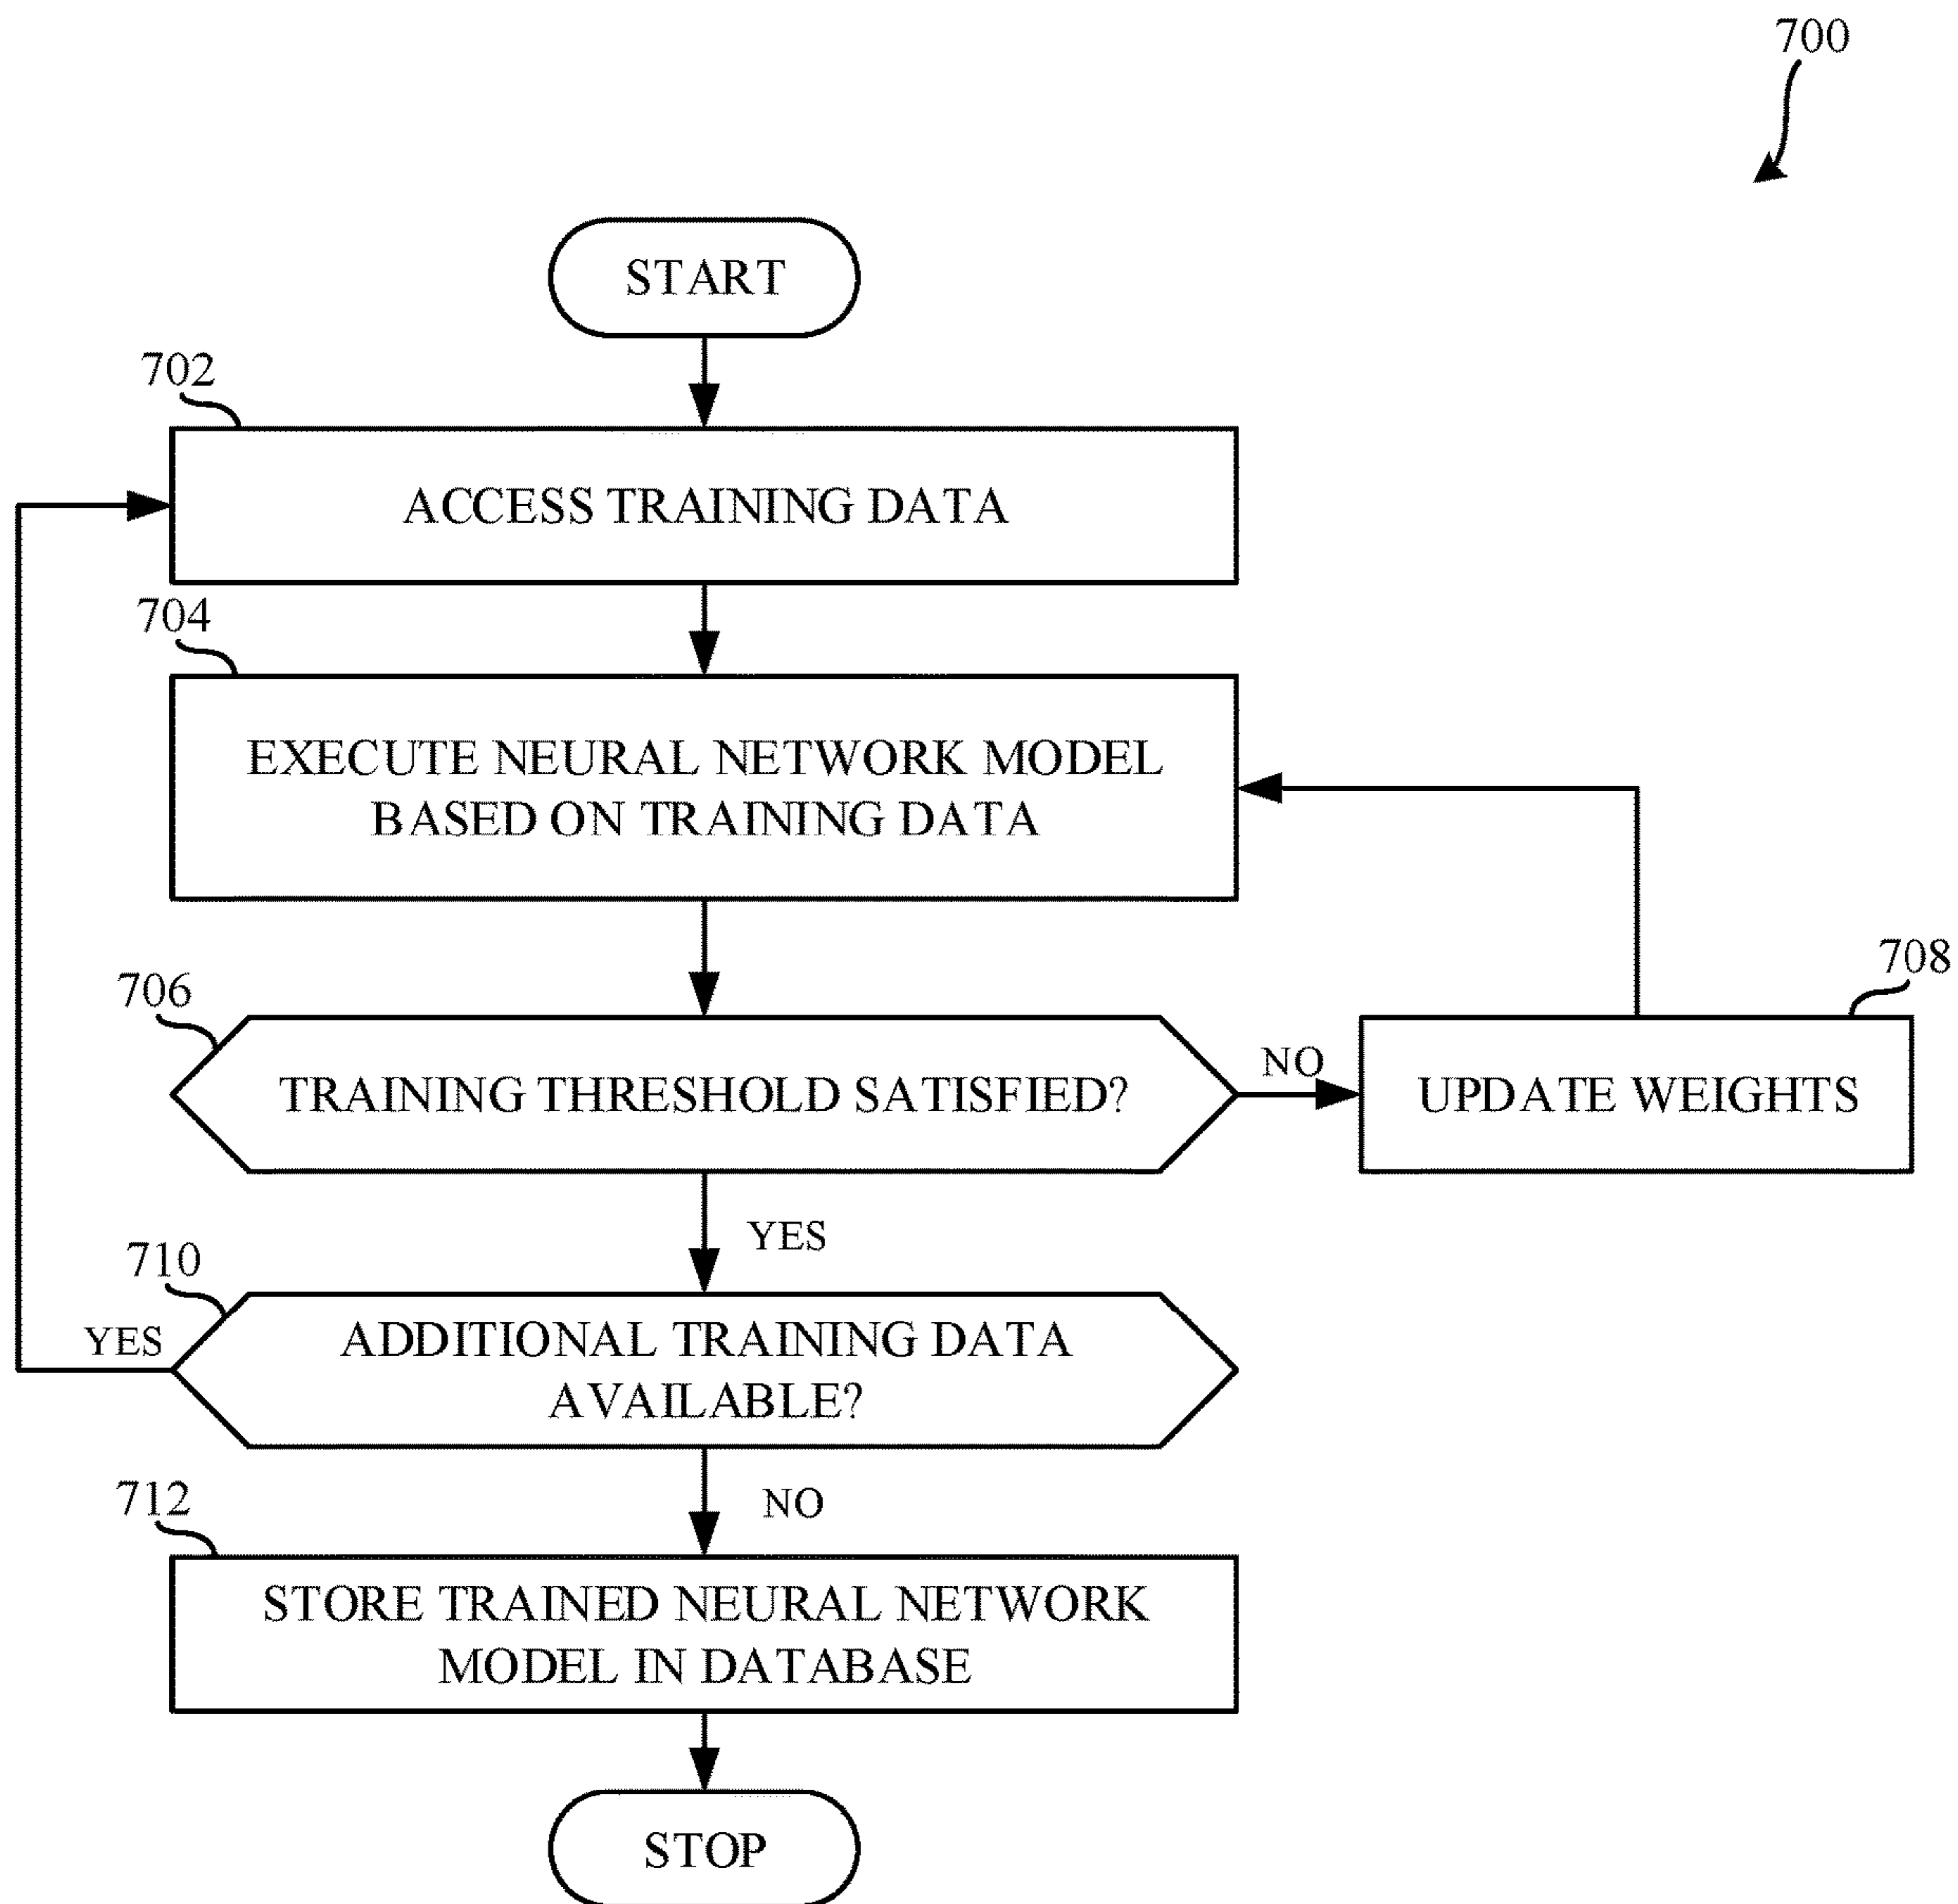 700
START
702
ACCESS TRAINING DATA
704
EXECUTE NEURAL NETWORK MODEL
BASED ON TRAINING DATA
706
TRAINING THRESHOLD SATISFIED?
NO
708
UPDATE WEIGHTS
YES
710
YES
ADDITIONAL TRAINING DATA
AVAILABLE?
NO
712
STORE TRAINED NEURAL NETWORK
MODEL IN DATABASE
STOP